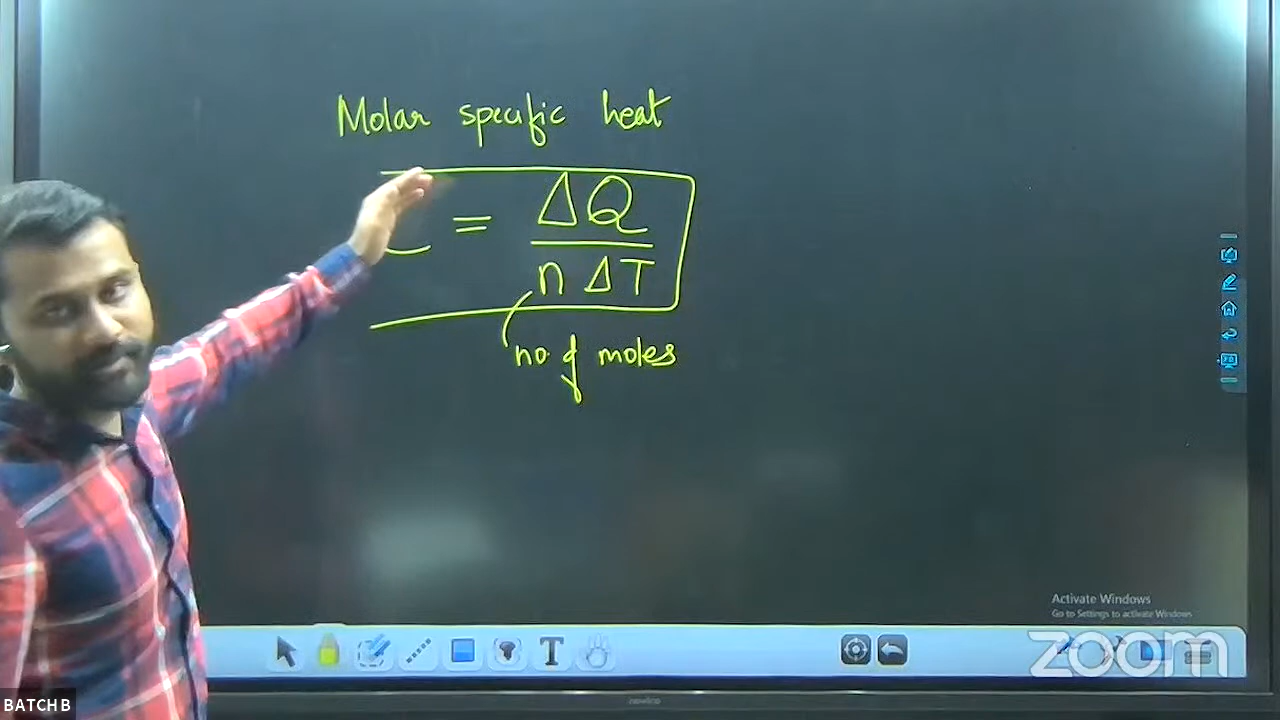 Molar specific heat
C = ΔQ
n ΔT
no. of moles
Activate Windows
Go to Settings to activate Windows
zoom
T
BATCH B